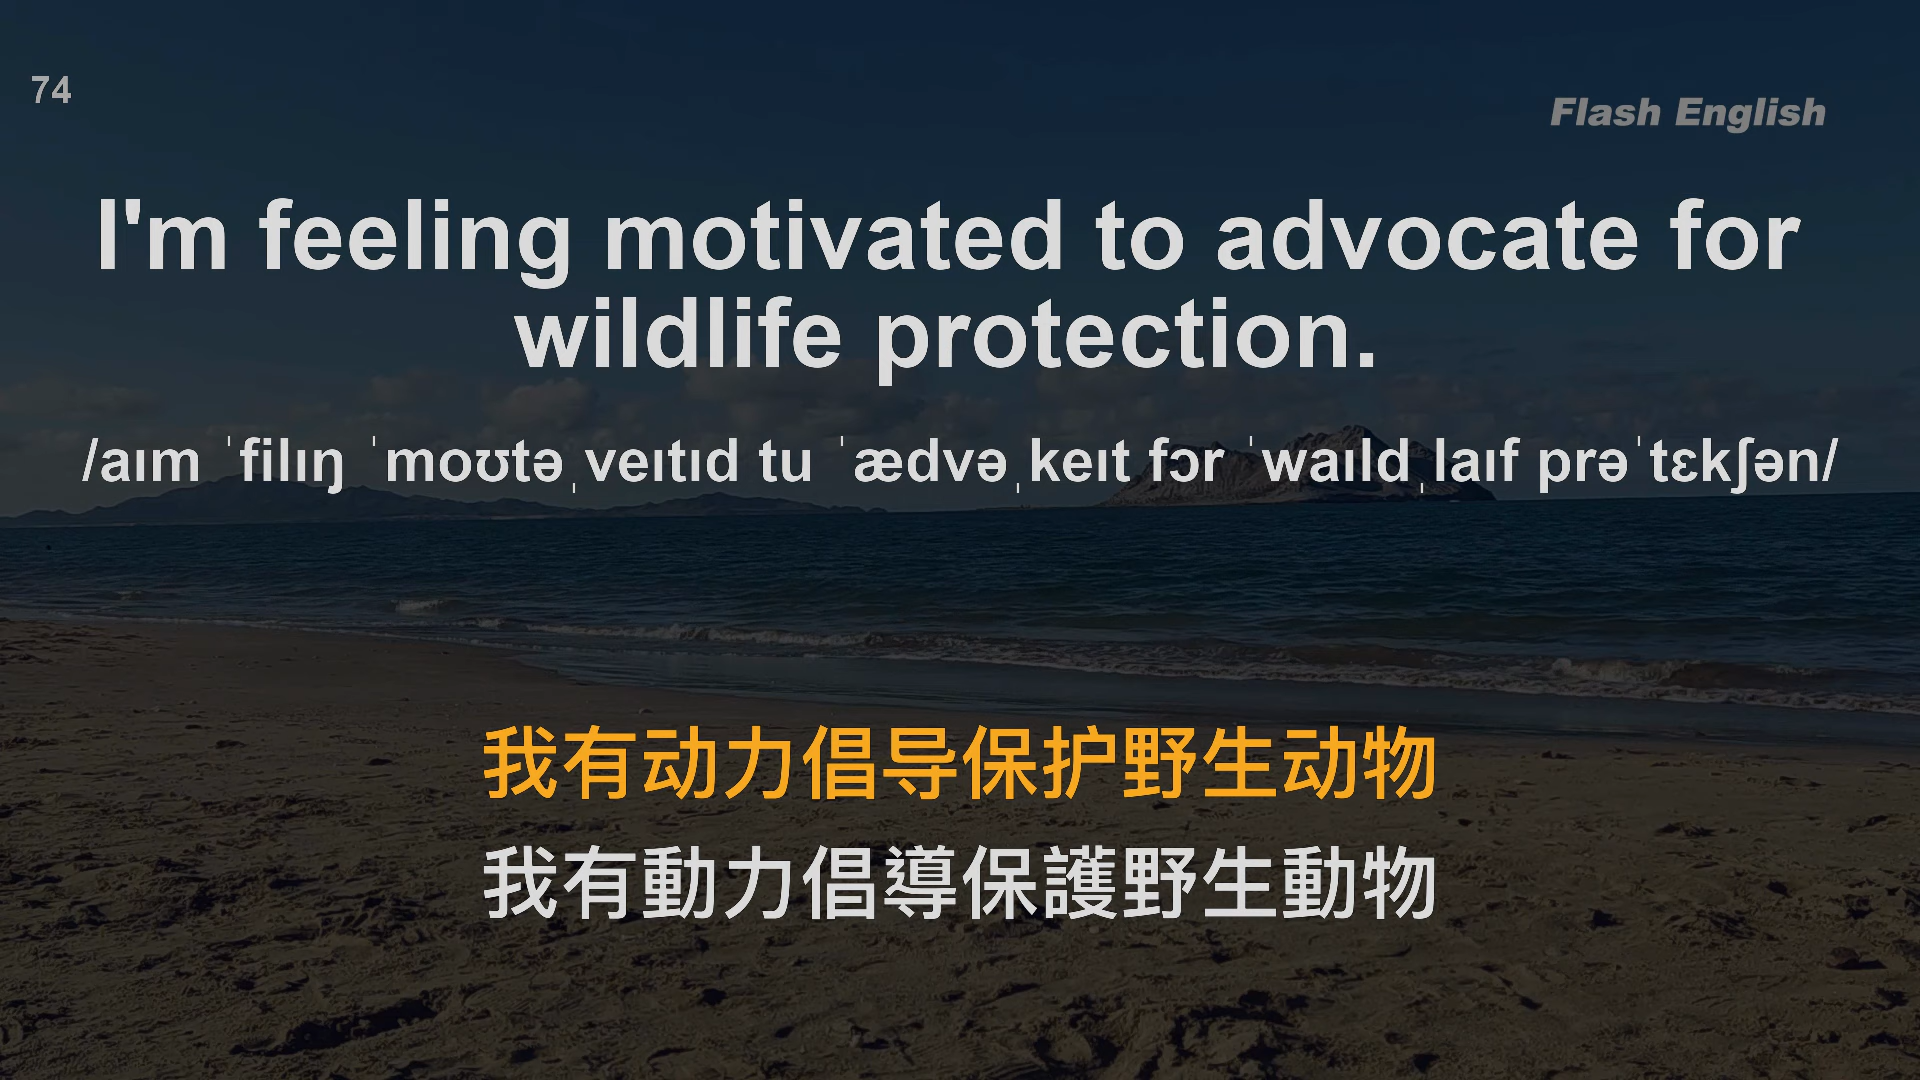 74
Flash English
I'm feeling motivated to advocate for
wildlife protection.
/aɪm ˈfilɪŋ ˈmoʊtəˌveɪtɪd tu ˈædvəˌkeɪt fɔr ˈwaɪldˌlaɪf prəˈtɛkʃən/
我有动力倡导保护野生动物
我有動力倡導保護野生動物